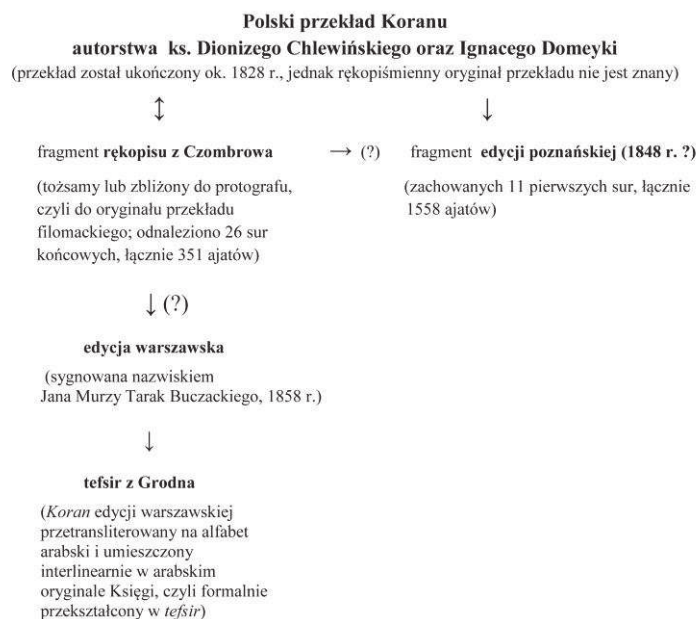 Polski przekład Koranu
autorstwa ks. Dionizego Chlewińskiego oraz Ignacego Domeyki
(przekład został ukończony ok. 1828 r., jednak rękopiśmienny oryginał przekładu nie jest znany)
↕ ↓
fragment rękopisu z Czombrowa → (?) fragment edycji poznańskiej (1848 r. ?)
(tożsamy lub zbliżony do protografu, (zachowanych 11 pierwszych sur, łącznie
czyli do oryginału przekładu 1558 ajatów)
filomackiej; odnaleziono 26 sur
końcowych, łącznie 351 ajatów)
↓ (?)
edycja warszawska
(sygnowana nazwiskiem
Jana Murzy Tarak Buczackiego, 1858 r.)
↓
tefsir z Grodna
(Koran edycji warszawskiej
przetransliterowany na alfabet
arabski i umieszczony
interlinearnie w arabskim
oryginale Księgi, czyli formalnie
przekształcony w tefsir)